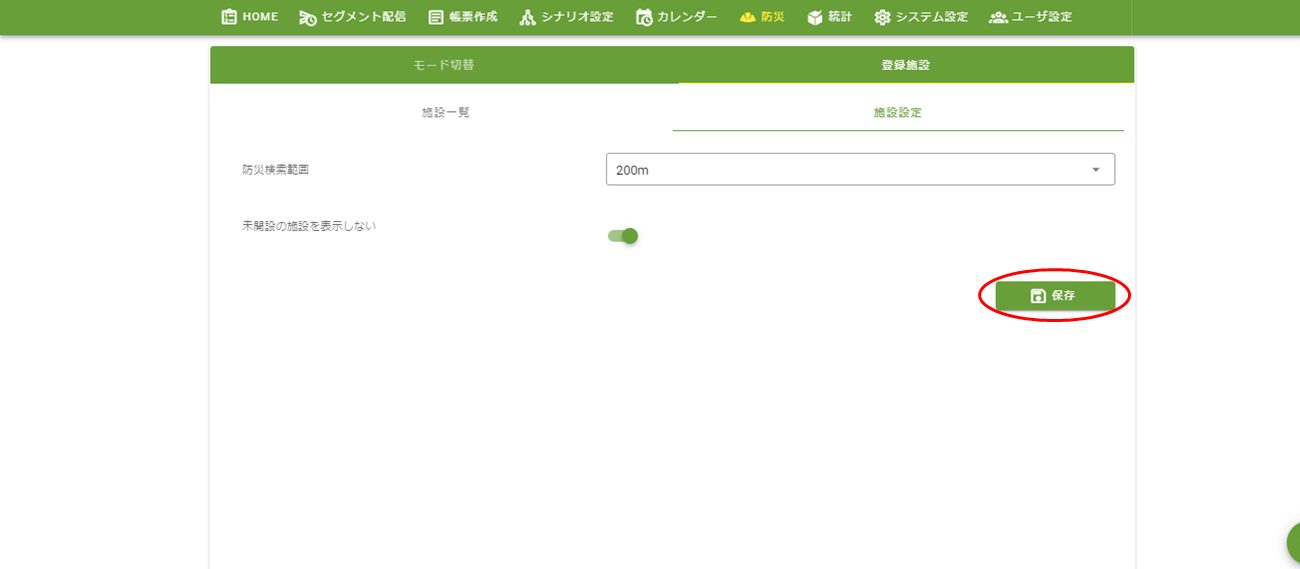 HOME セグメント配信 帳票作成 シナリオ設定 カレンダー 防災 統計 システム設定 ユーザ設定
モード切替 登録施設
施設一覧 施設設定
防災検索範囲 200m
未開設の施設を表示しない
保存